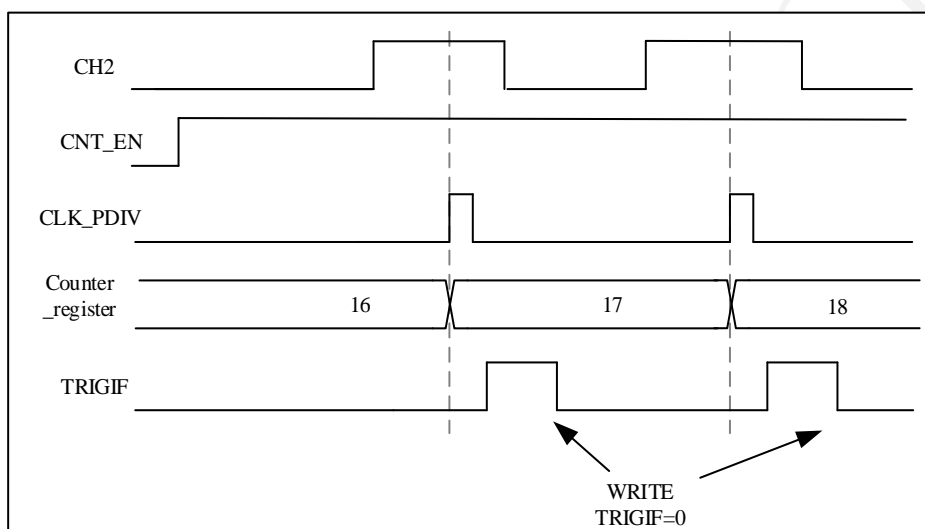 CH2
CNT_EN
CLK_PDIV
Counter
_register
16
17
18
TRIGIF
WRITE
TRIGIF=0